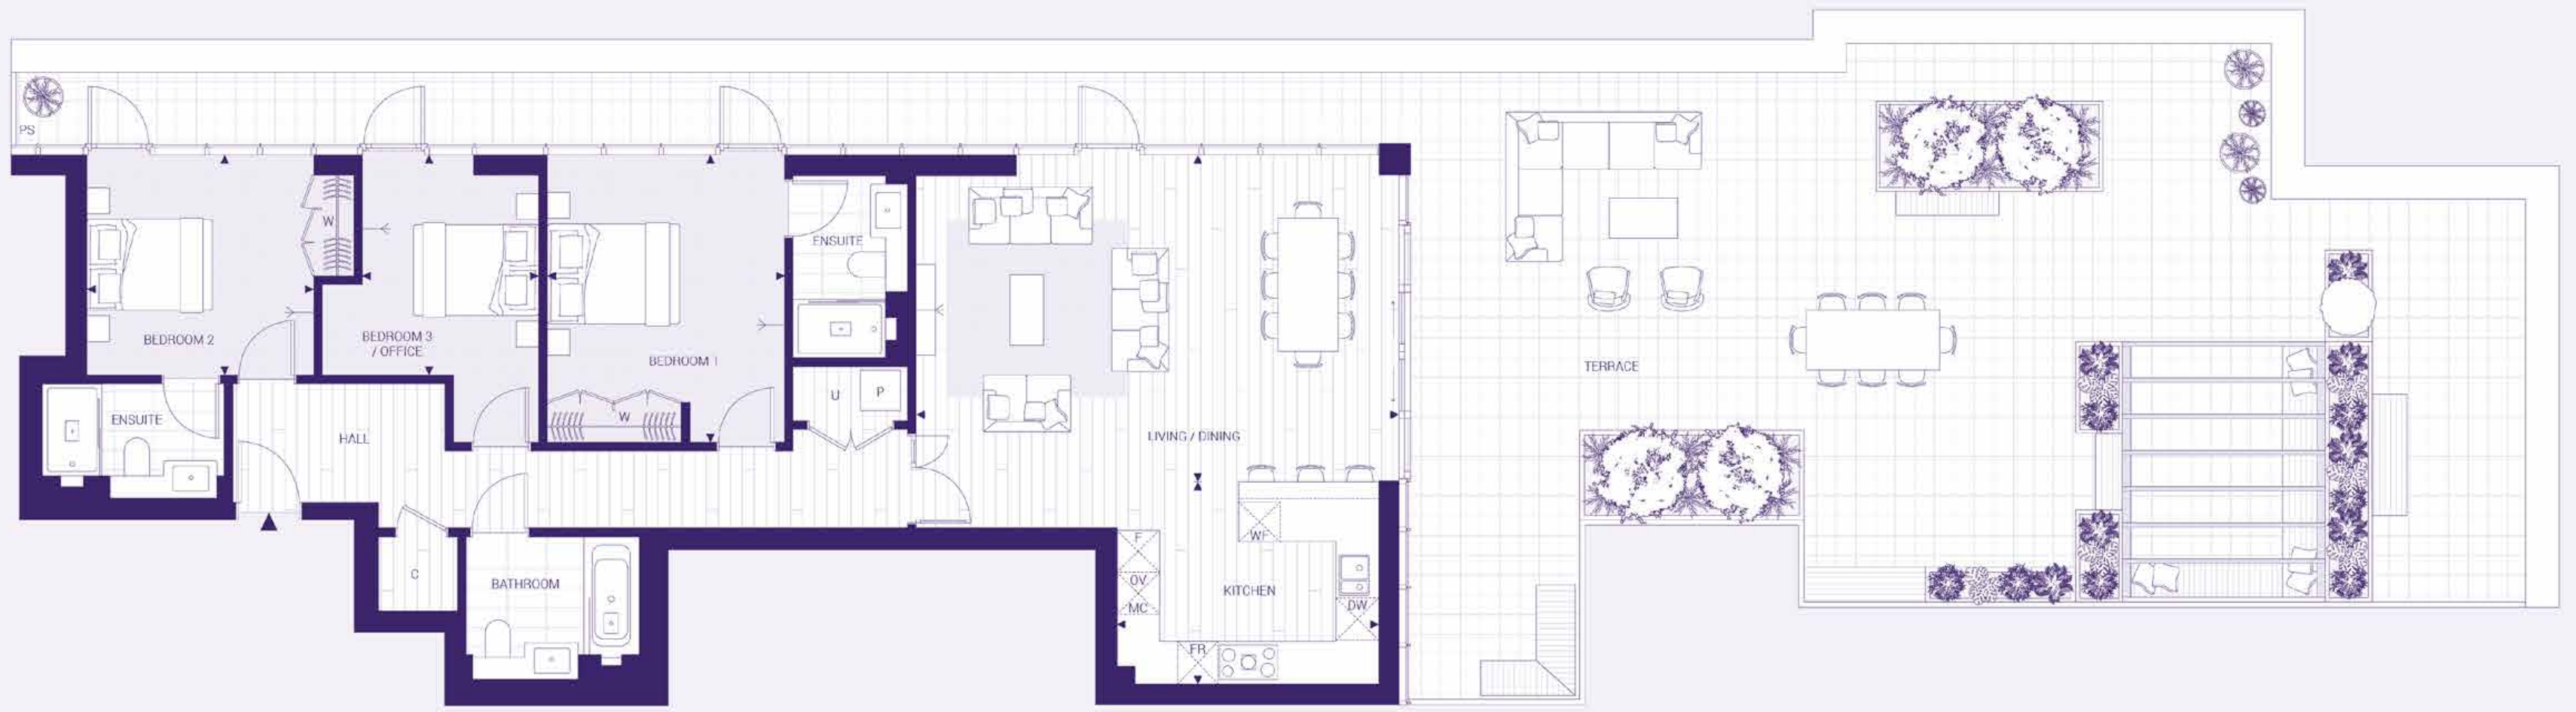 PS
W
BEDROOM 2
BEDROOM 3
/ OFFICE
BEDROOM 1
W
ENSUITE
ENSUITE
HALL
U
P
LIVING / DINING
C
BATHROOM
F
OV
MC
WF
KITCHEN
DW
FR
TERRACE